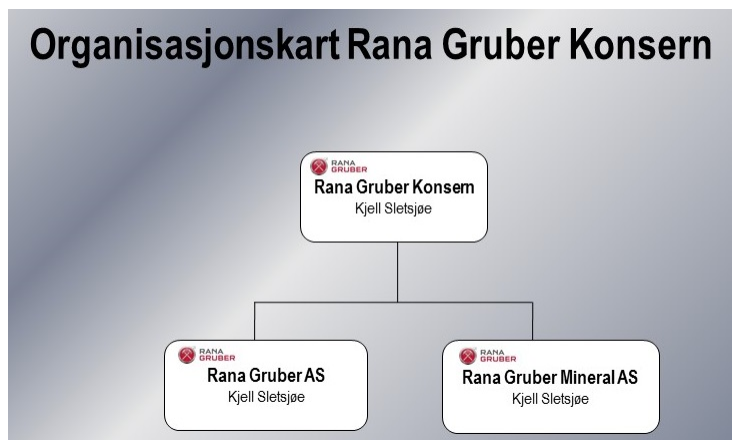 Organisasjonskart Rana Gruber Konsern
RANA
GRUBER
Rana Gruber Konsern
Kjell Sletsjøe
RANA
GRUBER
Rana Gruber AS
Kjell Sletsjøe
RANA
GRUBER
Rana Gruber Mineral AS
Kjell Sletsjøe